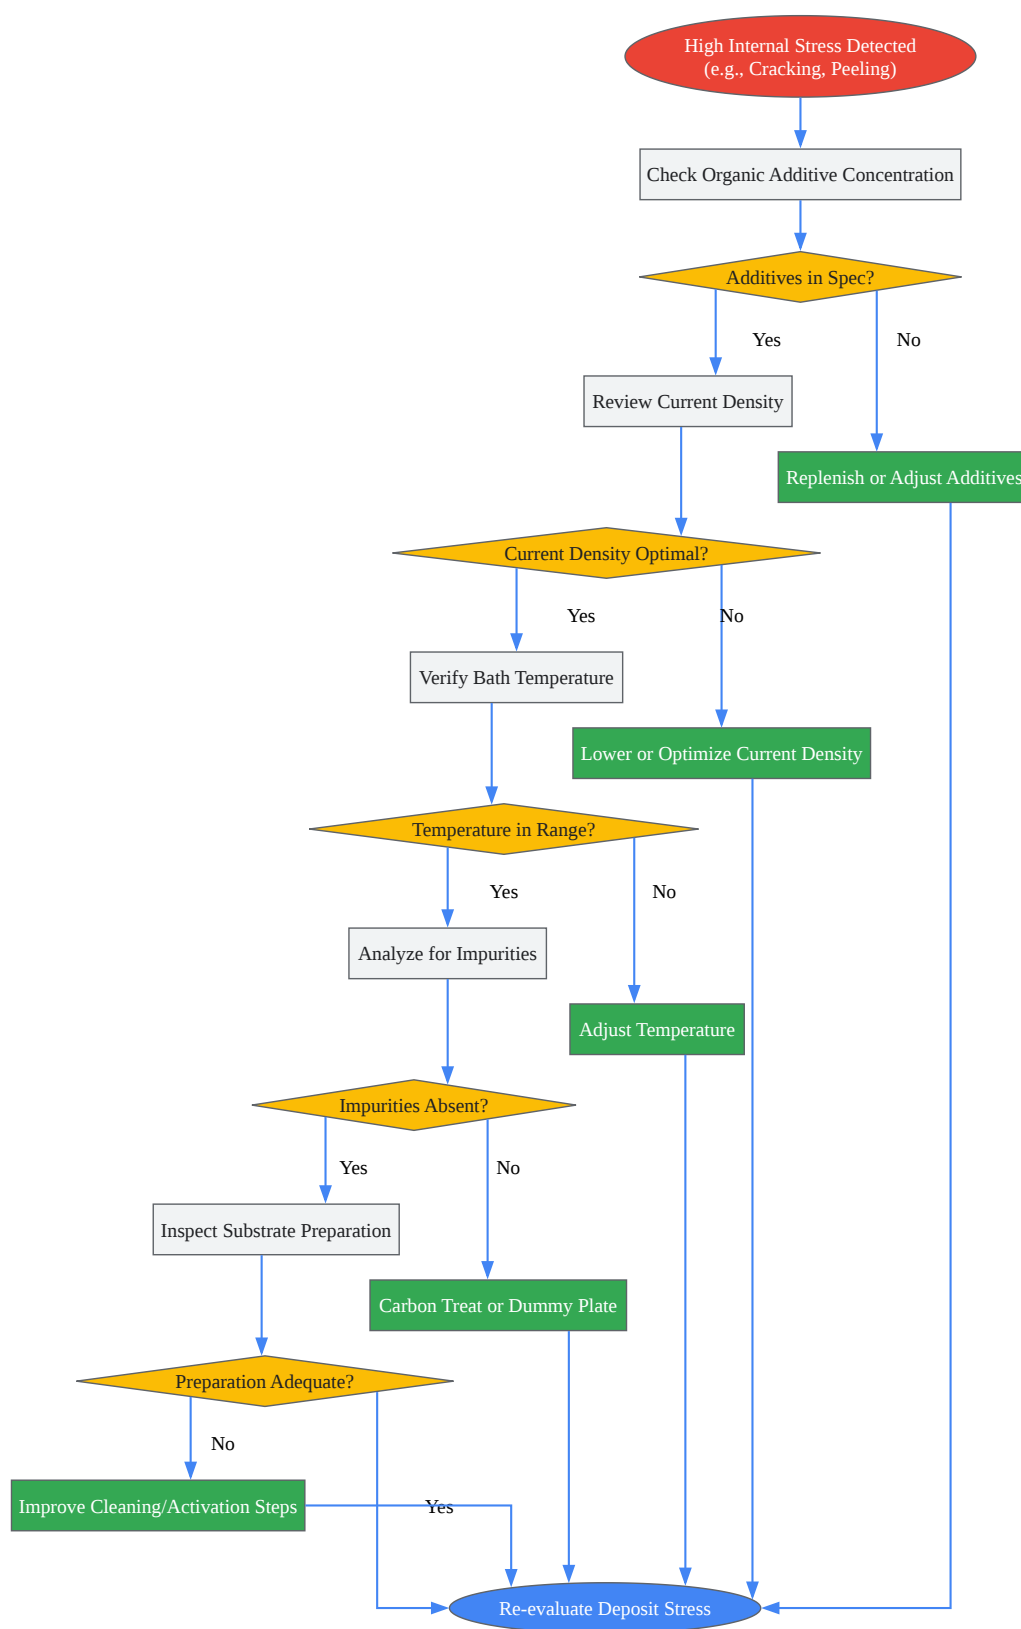 High Internal Stress Detected
(e.g., Cracking, Peeling)
Check Organic Additive Concentration
Additives in Spec?
Yes
No
Review Current Density
Replenish or Adjust Additives
Current Density Optimal?
Yes
No
Verify Bath Temperature
Lower or Optimize Current Density
Temperature in Range?
Yes
No
Analyze for Impurities
Adjust Temperature
Impurities Absent?
Yes
No
Inspect Substrate Preparation
Carbon Treat or Dummy Plate
Preparation Adequate?
No
Improve Cleaning/Activation Steps
Yes
Re-evaluate Deposit Stress